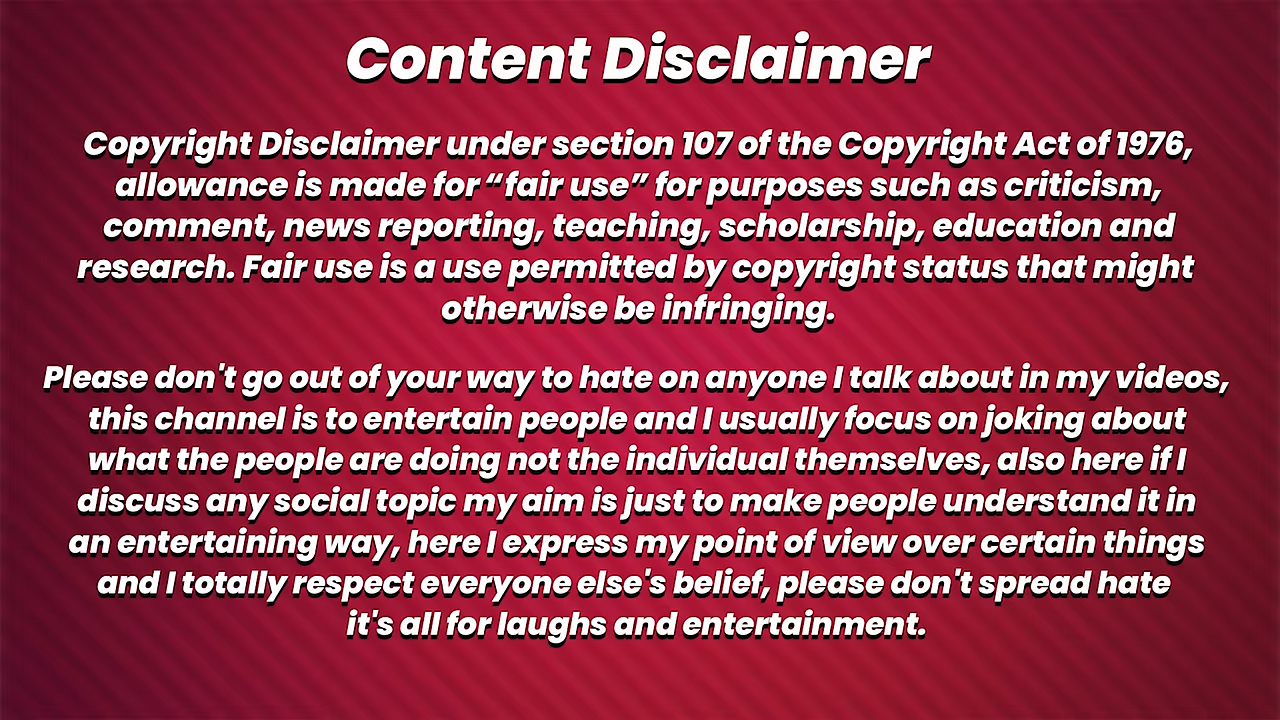 Content Disclaimer
Copyright Disclaimer under section 107 of the Copyright Act of 1976,
allowance is made for “fair use” for purposes such as criticism,
comment, news reporting, teaching, scholarship, education and
research. Fair use is a use permitted by copyright status that might
otherwise be infringing.
Please don't go out of your way to hate on anyone I talk about in my videos,
this channel is to entertain people and I usually focus on joking about
what the people are doing not the individual themselves, also here if I
discuss any social topic my aim is just to make people understand it in
an entertaining way, here I express my point of view over certain things
and I totally respect everyone else's belief, please don't spread hate
it's all for laughs and entertainment.